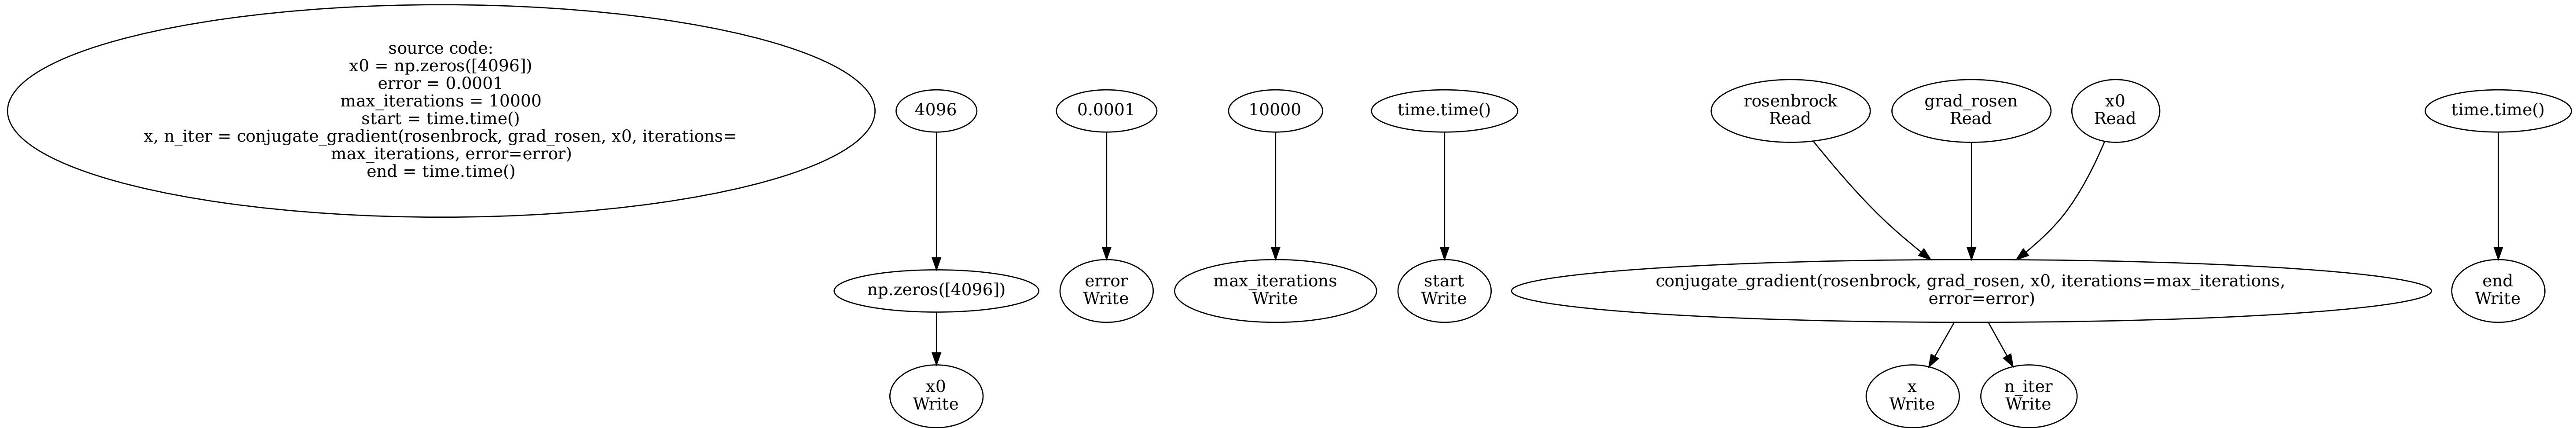 source code:
x0 = np.zeros([4096])
error = 0.0001
max_iterations = 10000
start = time.time()
x, n_iter = conjugate_gradient(rosenbrock, grad_rosen, x0, iterations=
max_iterations, error=error)
end = time.time()
4096
0.0001
10000
time.time()
rosenbrock
Read
grad_rosen
Read
x0
Read
time.time()
np.zeros([4096])
error
Write
max_iterations
Write
start
Write
conjugate_gradient(rosenbrock, grad_rosen, x0, iterations=max_iterations,
error=error)
end
Write
x0
Write
x
Write
n_iter
Write